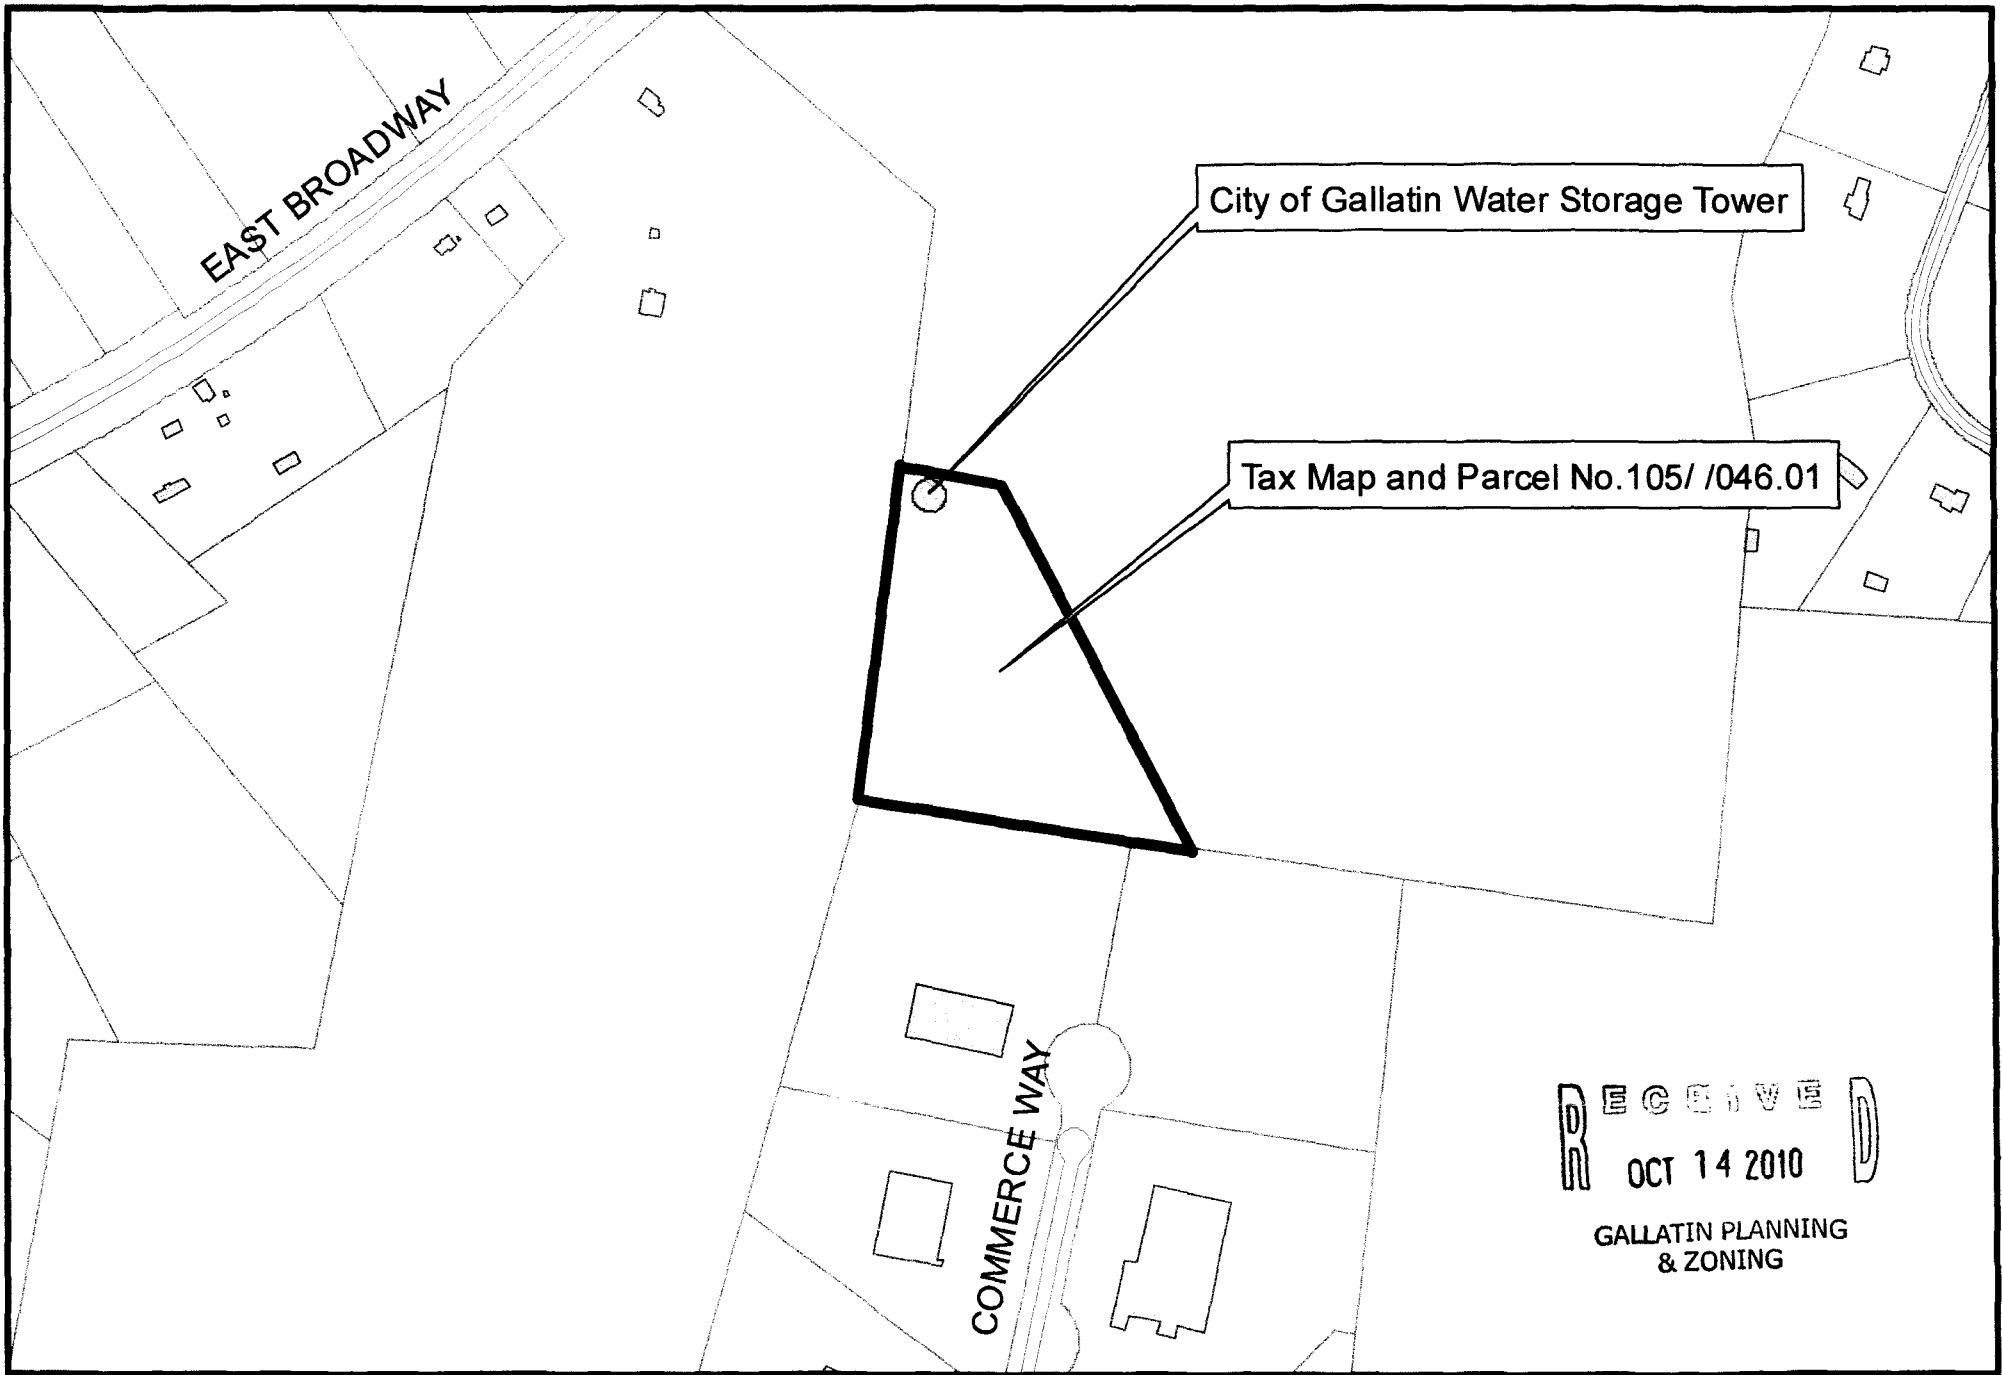 EAST BROADWAY
City of Gallatin Water Storage Tower
Tax Map and Parcel No.105/ /046.01
COMMERCE WAY
RECEIVED
OCT 14 2010
GALLATIN PLANNING
& ZONING